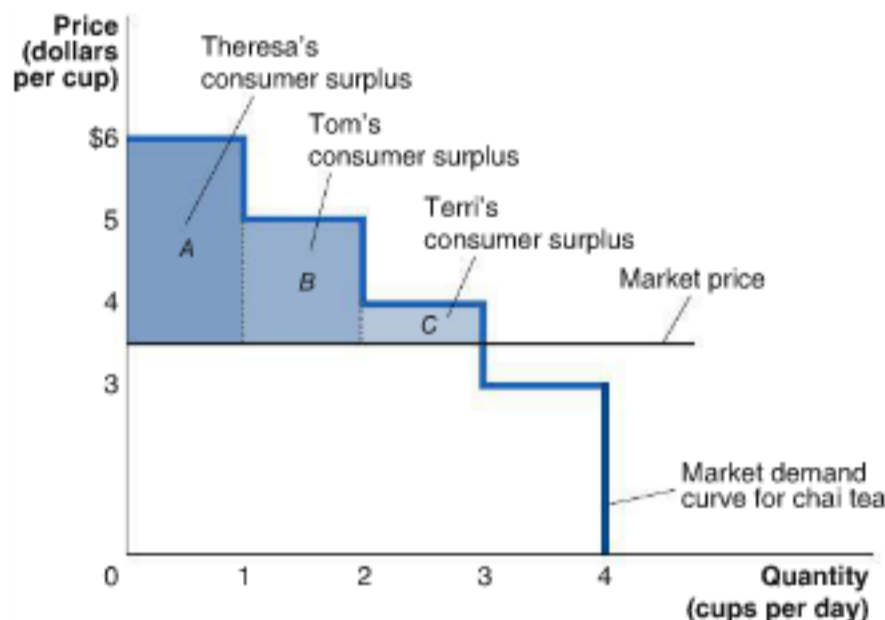 Price
(dollars
per cup)
Theresa's
consumer surplus
Tom's
consumer surplus
Terri's
consumer surplus
Market price
$6
5
4
3
A
B
C
Market demand
curve for chai tea
0
1
2
3
4
Quantity
(cups per day)